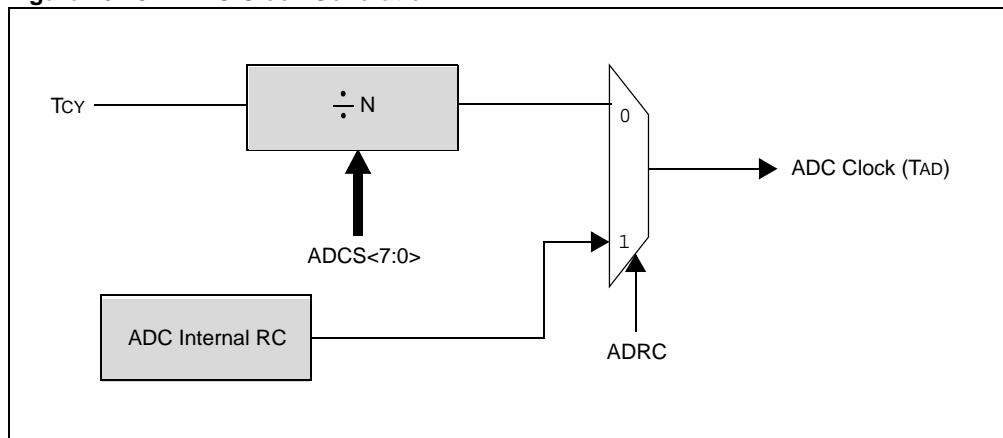 TCY
÷ N
0
ADC Clock (TAD)
1
ADCS<7:0>
ADC Internal RC
ADRC